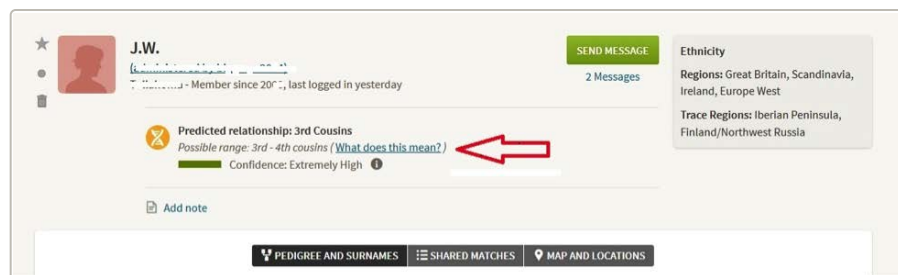 J.W.
- Member since , last logged in yesterday
Predicted relationship: 3rd Cousins
Possible range: 3rd - 4th cousins (What does this mean?)
Confidence: Extremely High
Add note
SEND MESSAGE
2 Messages
Ethnicity
Regions: Great Britain, Scandinavia,
Ireland, Europe West
Trace Regions: Iberian Peninsula,
Finland/Northwest Russia
PEDIGREE AND SURNAMES
SHARED MATCHES
MAP AND LOCATIONS